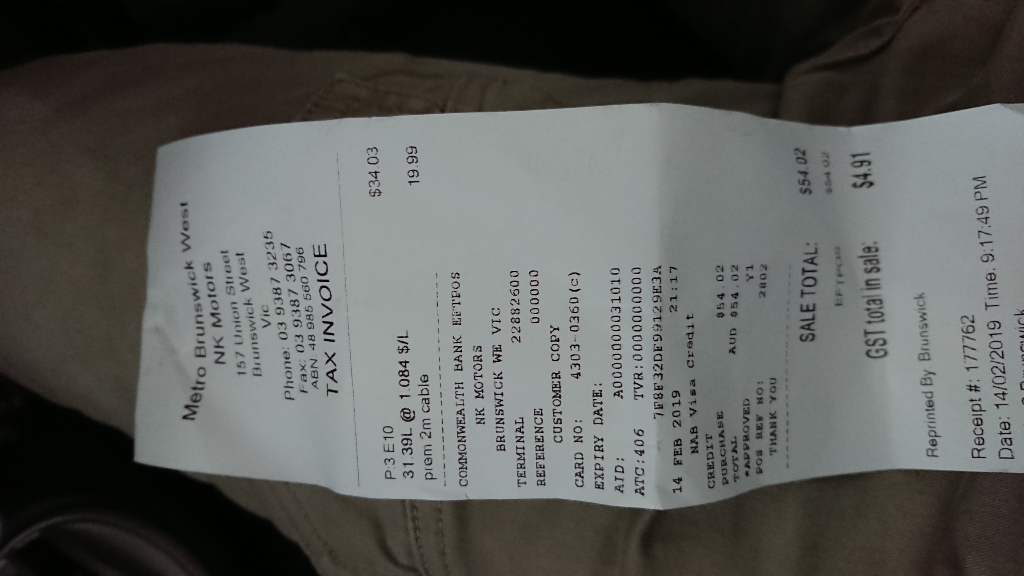 Metro Brunswick West
NK Motors
157 Union Street
Brunswick West
Vic
Phone: 03 9387 3235
Fax: 03 9387 3067
ABN 48 985 560 796
TAX INVOICE
P.3 E10 $34 03
31 39L @ 1.084 $/L
prem 2m cable 19.99
COMMONWEALTH BANK EFTPOS
NK MOTORS
BRUNSWICK WE VIC
TERMINAL 22882600
REFERENCE 000000
CUSTOMER COPY
CARD NO: 4303-0360 (c)
EXPIRY DATE:
AID: A0000000031010
ATC:406 TVR:0000000000
7E8F32DF99129E3A
14 FEB 2019 21:17
NAB Visa Credit
CREDIT
PURCHASE $54.02
TOTAL AUD $54.02
*APPROVED Y1
POS REF NO: 2802
THANK YOU
SALE TOTAL: $54.02
EFTPOS $54.02
GST total in sale: $4.91
Reprinted By Brunswick
Receipt #: 177762
Date: 14/02/2019 Time. 9:17:49 PM